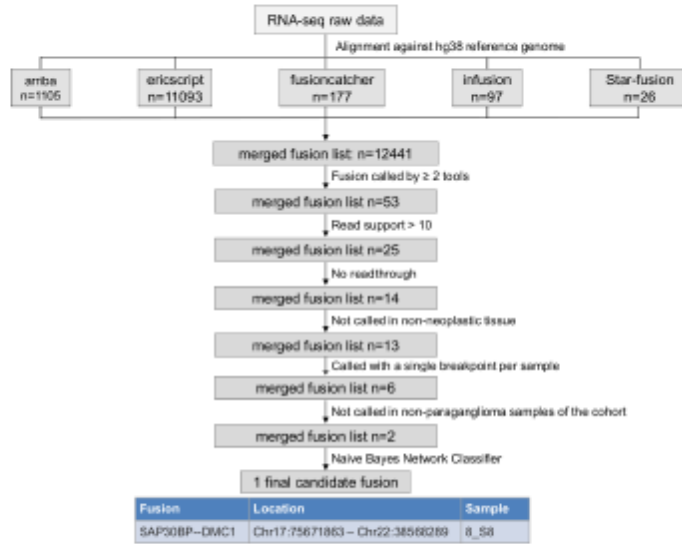 RNA-seq raw data
Alignment against hg38 reference genome
arriba ericscript fusioncatcher infusion Star-fusion
n=1105 n=11093 n=177 n=97 n=26
merged fusion list: n=12441
Fusion called by ≥ 2 tools
merged fusion list n=53
Read support > 10
merged fusion list n=25
No readthrough
merged fusion list n=14
Not called in non-neoplastic tissue
merged fusion list n=13
Called with a single breakpoint per sample
merged fusion list n=6
Not called in non-paraganglioma samples of the cohort
merged fusion list n=2
Naive Bayes Network Classifier
1 final candidate fusion
Fusion Location Sample
SAP30BP--DMC1 Chr17:75671863 – Chr22:38568289 8_S8